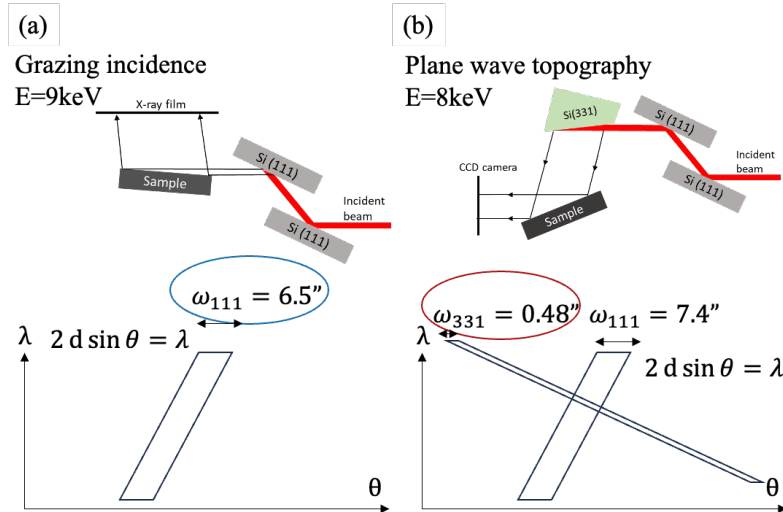 (a)
Grazing incidence
E=9keV
X-ray film
Si (111)
Sample
Incident
beam
Si (111)
ω₁₁₁ = 6.5”
λ 2 d sin θ = λ
θ
(b)
Plane wave topography
E=8keV
Si(331)
Si (111)
CCD camera
Incident
beam
Si (111)
Sample
ω₃₃₁ = 0.48” ω₁₁₁ = 7.4”
λ
2 d sin θ = λ
θ